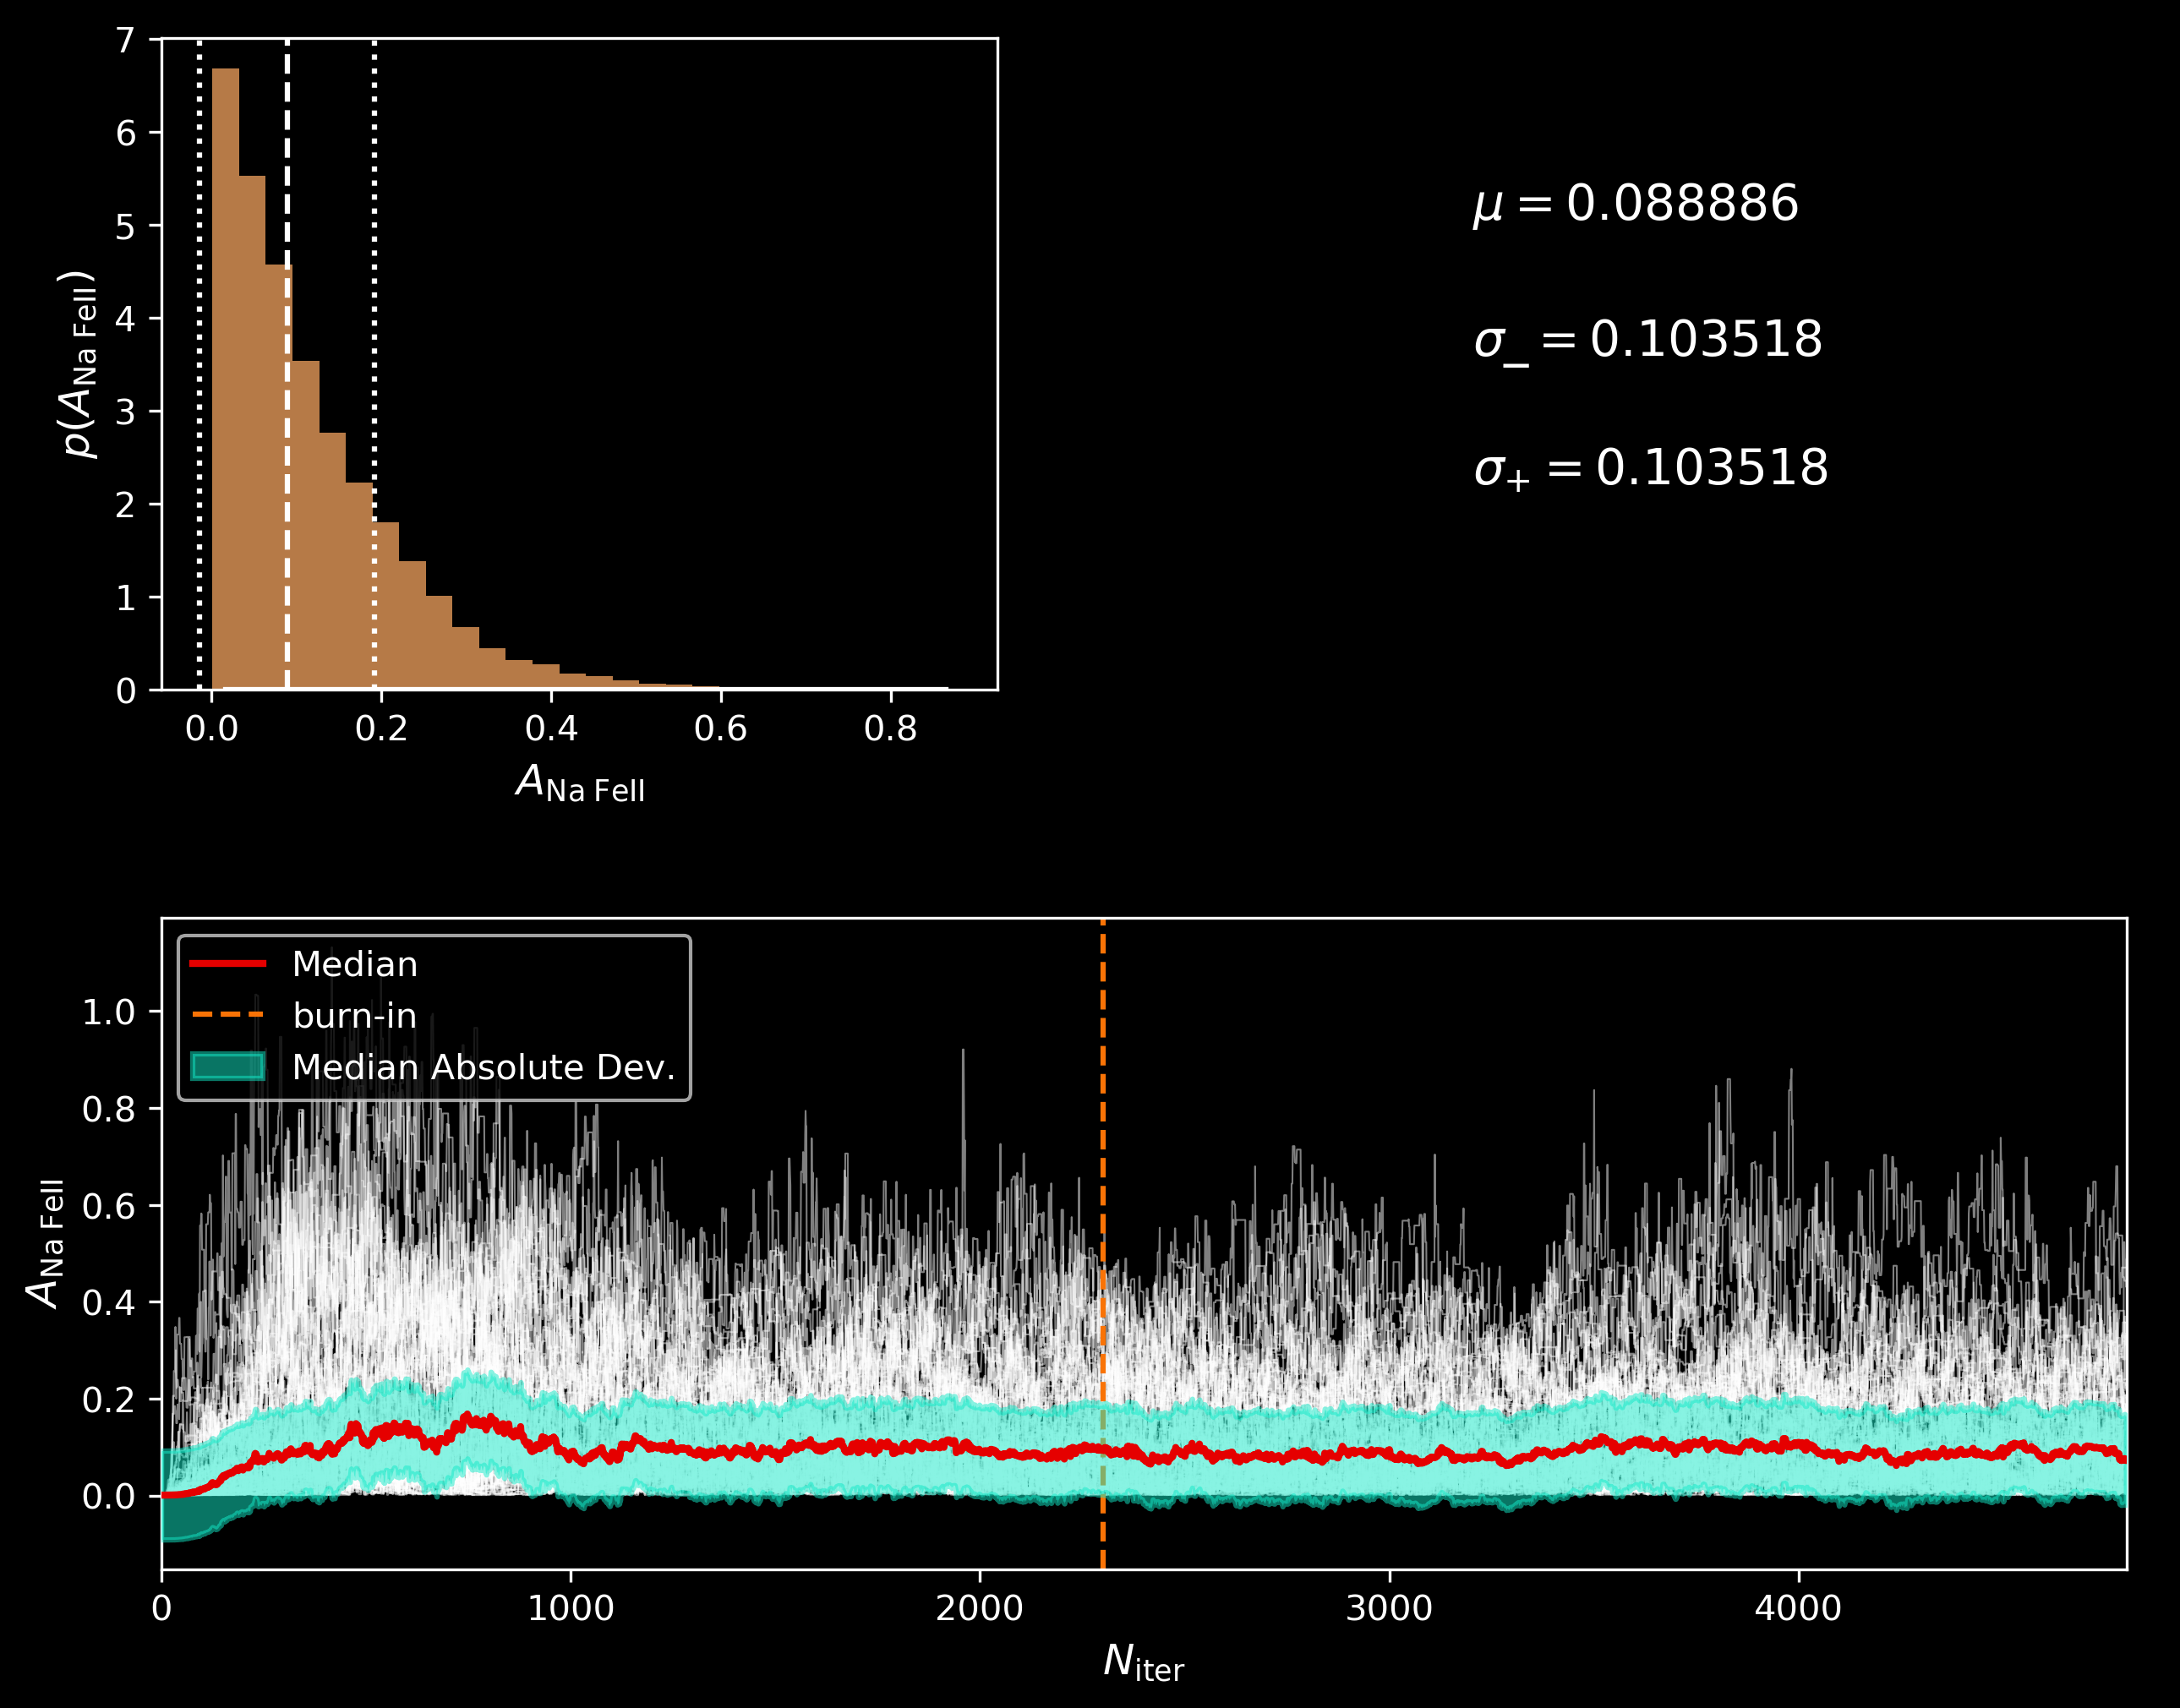 7
6
5
4
3
2
1
0
p(A_Na FeII)
0.0 0.2 0.4 0.6 0.8
A_Na FeII
μ = 0.088886
σ_− = 0.103518
σ_+ = 0.103518
Median
burn-in
Median Absolute Dev.
1.0
0.8
0.6
0.4
0.2
0.0
A_Na FeII
0 1000 2000 3000 4000
N_iter